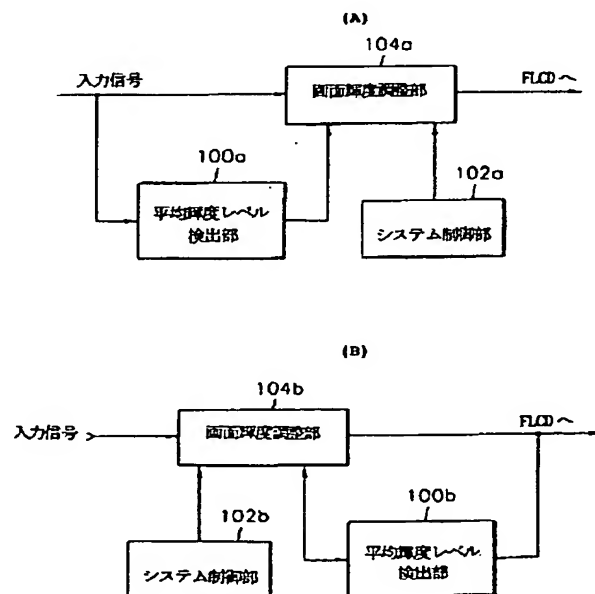 (A)
104a
入力信号
画面輝度調整部
FLCDへ
100a
平均輝度レベル
検出部
102a
システム制御部
(B)
104b
入力信号
画面輝度調整部
FLCDへ
102b
システム制御部
100b
平均輝度レベル
検出部